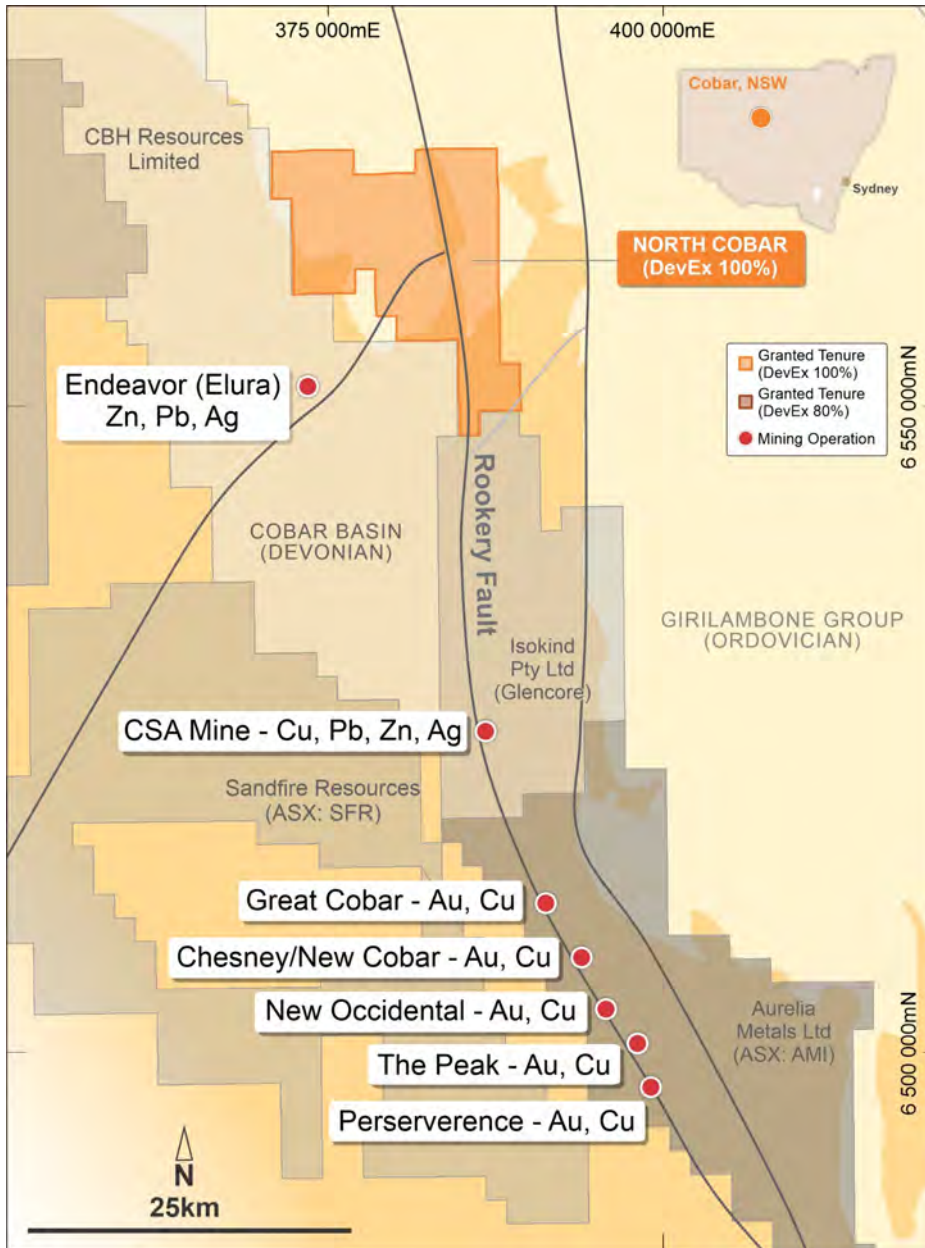 375 000mE
400 000mE
Cobar, NSW
Sydney
CBH Resources
Limited
NORTH COBAR
(DevEx 100%)
Granted Tenure
(DevEx 100%)
Granted Tenure
(DevEx 80%)
Mining Operation
6 550 000mN
Endeavor (Elura)
Zn, Pb, Ag
Rookery Fault
COBAR BASIN
(DEVONIAN)
GIRILAMBONE GROUP
(ORDOVICIAN)
Isokind
Pty Ltd
(Glencore)
CSA Mine - Cu, Pb, Zn, Ag
Sandfire Resources
(ASX: SFR)
Great Cobar - Au, Cu
Chesney/New Cobar - Au, Cu
New Occidental - Au, Cu
Aurelia
Metals Ltd
(ASX: AMI)
The Peak - Au, Cu
Perserverence - Au, Cu
6 500 000mN
N
25km